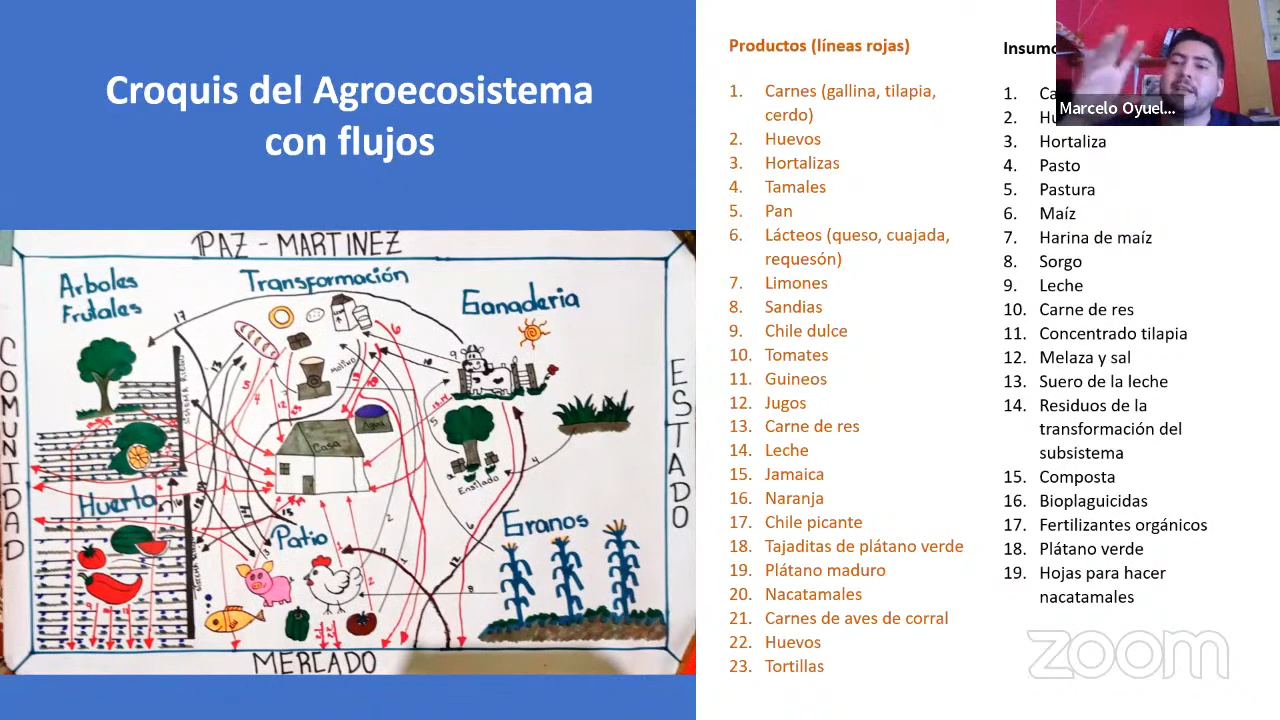 Croquis del Agroecosistema
con flujos
PAZ - MARTINEZ
Arboles
Frutales
Transformación
Ganaderia
COMUNIDAD
ESTADO
Casa
Agua
Ensilado
Huerto
Patio
Granos
MERCADO
Productos (líneas rojas)
1. Carnes (gallina, tilapia,
cerdo)
2. Huevos
3. Hortalizas
4. Tamales
5. Pan
6. Lácteos (queso, cuajada,
requesón)
7. Limones
8. Sandias
9. Chile dulce
10. Tomates
11. Guineos
12. Jugos
13. Carne de res
14. Leche
15. Jamaica
16. Naranja
17. Chile picante
18. Tajaditas de plátano verde
19. Plátano maduro
20. Nacatamales
21. Carnes de aves de corral
22. Huevos
23. Tortillas
1.
2.
3. Hortaliza
4. Pasto
5. Pastura
6. Maíz
7. Harina de maíz
8. Sorgo
9. Leche
10. Carne de res
11. Concentrado tilapia
12. Melaza y sal
13. Suero de la leche
14. Residuos de la
transformación del
subsistema
15. Composta
16. Bioplaguicidas
17. Fertilizantes orgánicos
18. Plátano verde
19. Hojas para hacer
nacatamales
Marcelo Oyuel...
zoom